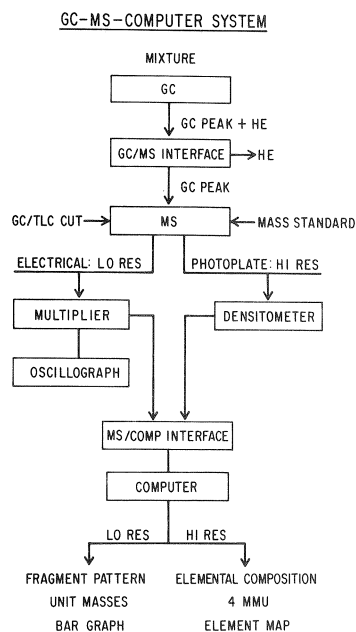 GC-MS-COMPUTER SYSTEM
MIXTURE
GC
GC PEAK + HE
GC/MS INTERFACE
HE
GC PEAK
GC/TLC CUT
MS
MASS STANDARD
ELECTRICAL: LO RES
PHOTOPLATE: HI RES
MULTIPLIER
DENSITOMETER
OSCILLOGRAPH
MS/COMP INTERFACE
COMPUTER
LO RES
HI RES
FRAGMENT PATTERN
ELEMENTAL COMPOSITION
UNIT MASSES
4 MMU
BAR GRAPH
ELEMENT MAP